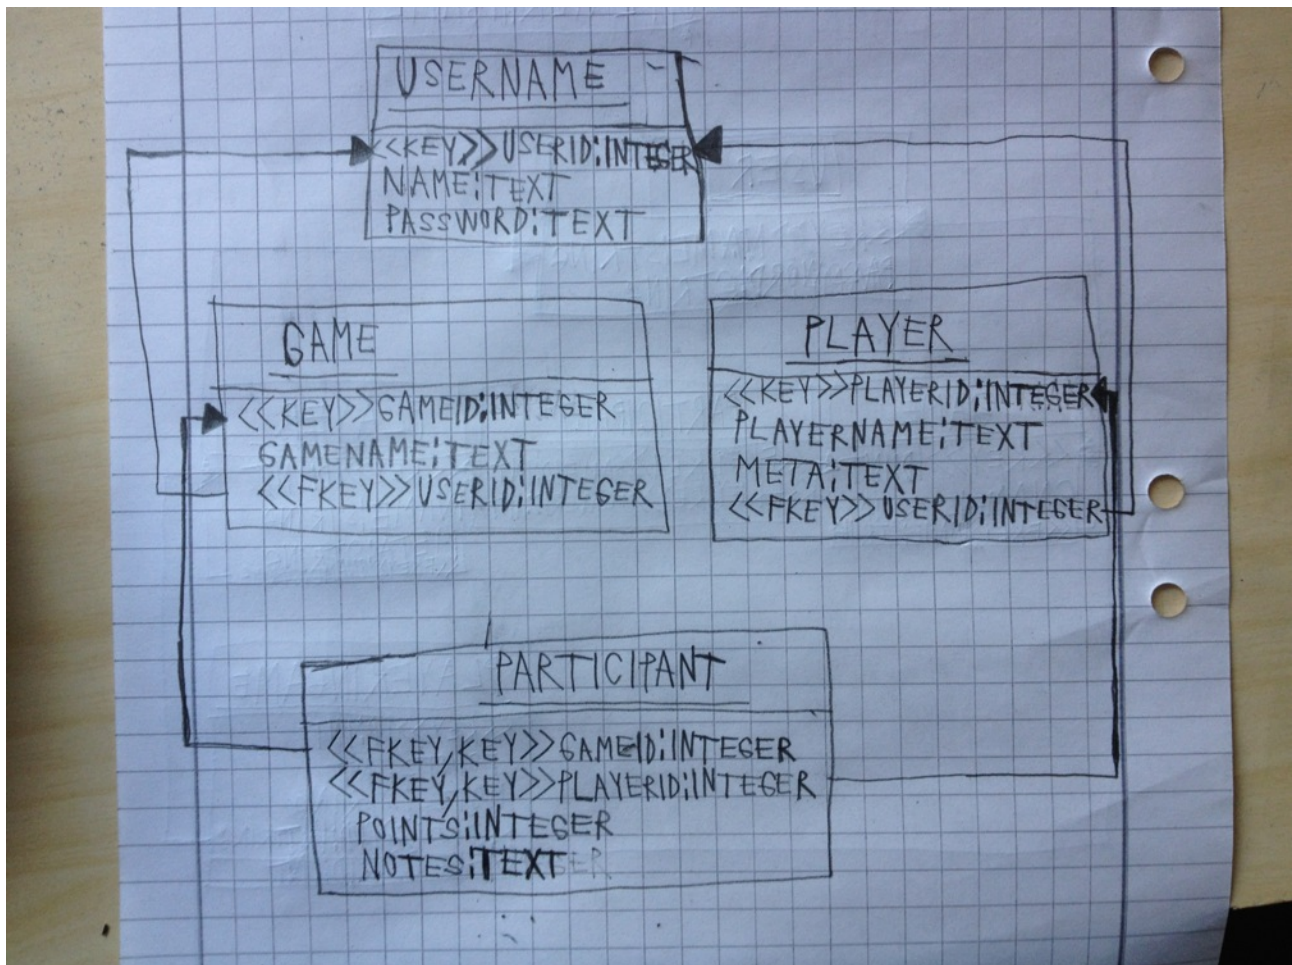 USERNAME
<<KEY>>USERID:INTEGER
NAME:TEXT
PASSWORD:TEXT
GAME
<<KEY>>GAMEID:INTEGER
GAMENAME:TEXT
<<FKEY>>USERID:INTEGER
PLAYER
<<KEY>>PLAYERID:INTEGER
PLAYERNAME:TEXT
META:TEXT
<<FKEY>>USERID:INTEGER
PARTICIPANT
<<FKEY,KEY>>GAMEID:INTEGER
<<FKEY,KEY>>PLAYERID:INTEGER
POINTS:INTEGER
NOTES:TEXT